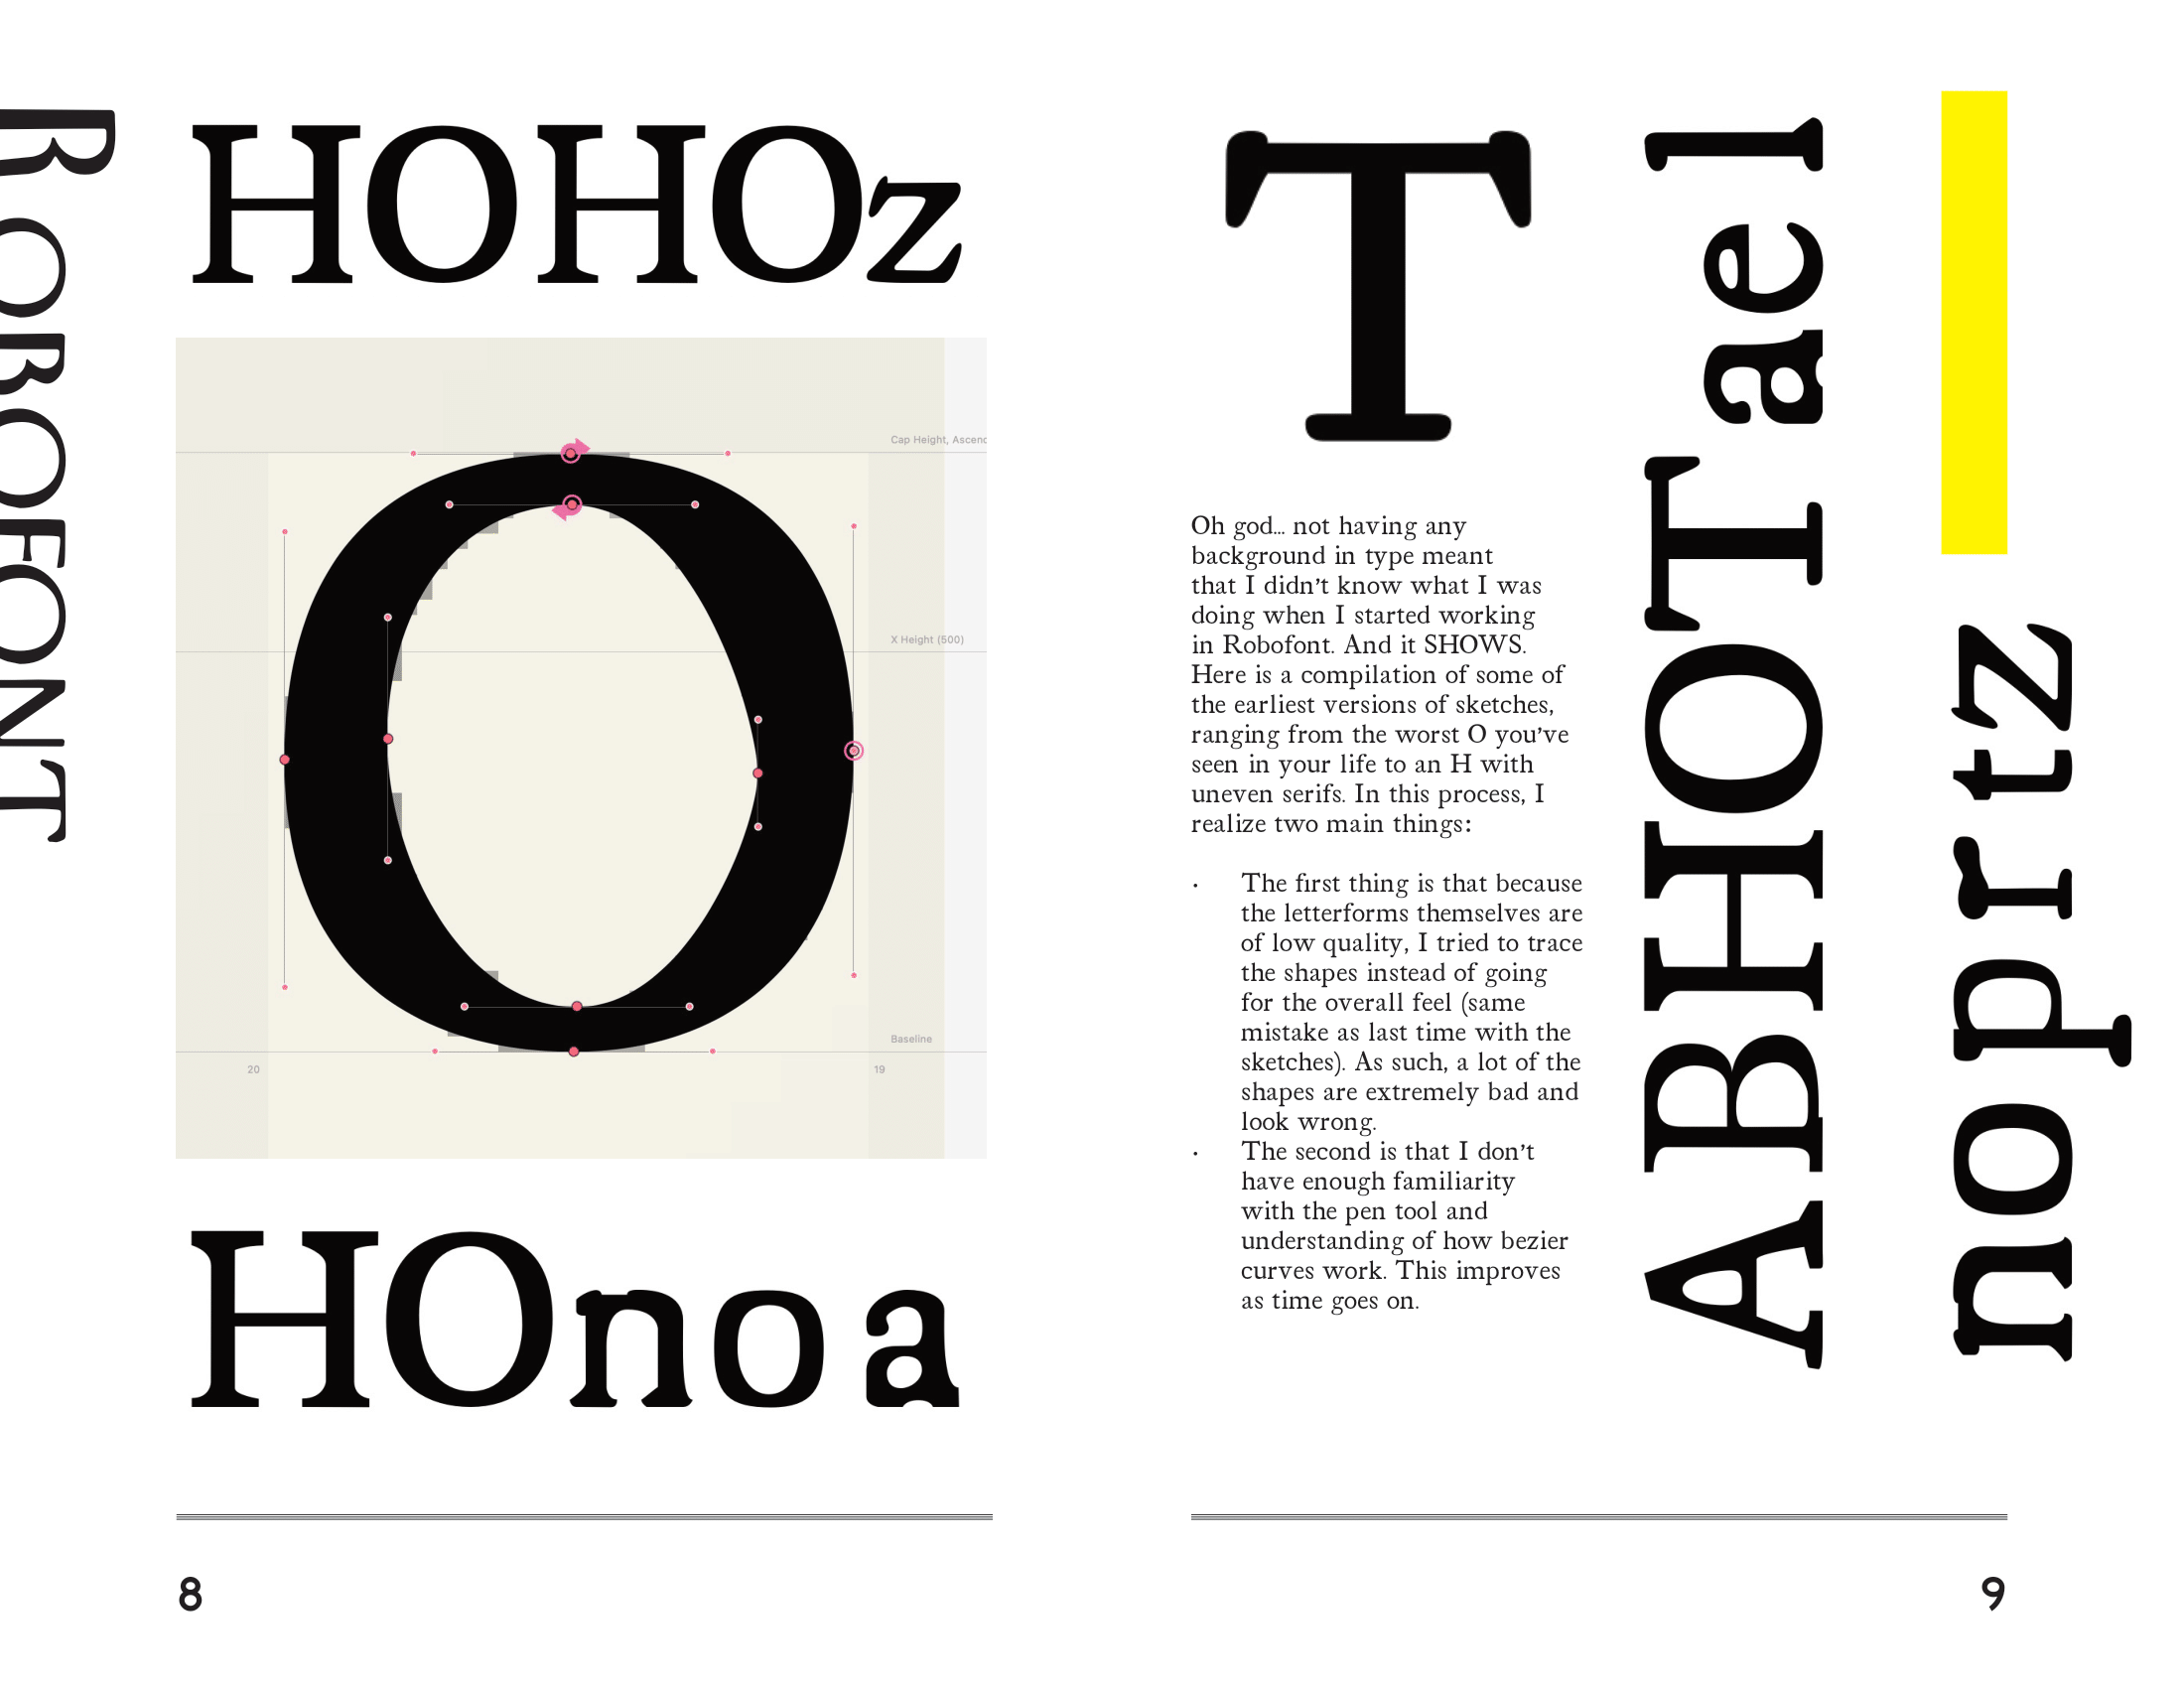 ROBOFONT
HOHOz
Cap Height, Ascend
X Height (500)
Baseline
20
19
HOnoa
8
T
Oh god... not having any
background in type meant
that I didn’t know what I was
doing when I started working
in Robofont. And it SHOWS.
Here is a compilation of some of
the earliest versions of sketches,
ranging from the worst O you’ve
seen in your life to an H with
uneven serifs. In this process, I
realize two main things:
• The first thing is that because
the letterforms themselves are
of low quality, I tried to trace
the shapes instead of going
for the overall feel (same
mistake as last time with the
sketches). As such, a lot of the
shapes are extremely bad and
look wrong.
• The second is that I don’t
have enough familiarity
with the pen tool and
understanding of how bezier
curves work. This improves
as time goes on.
ABHOT ael
noprtz
9